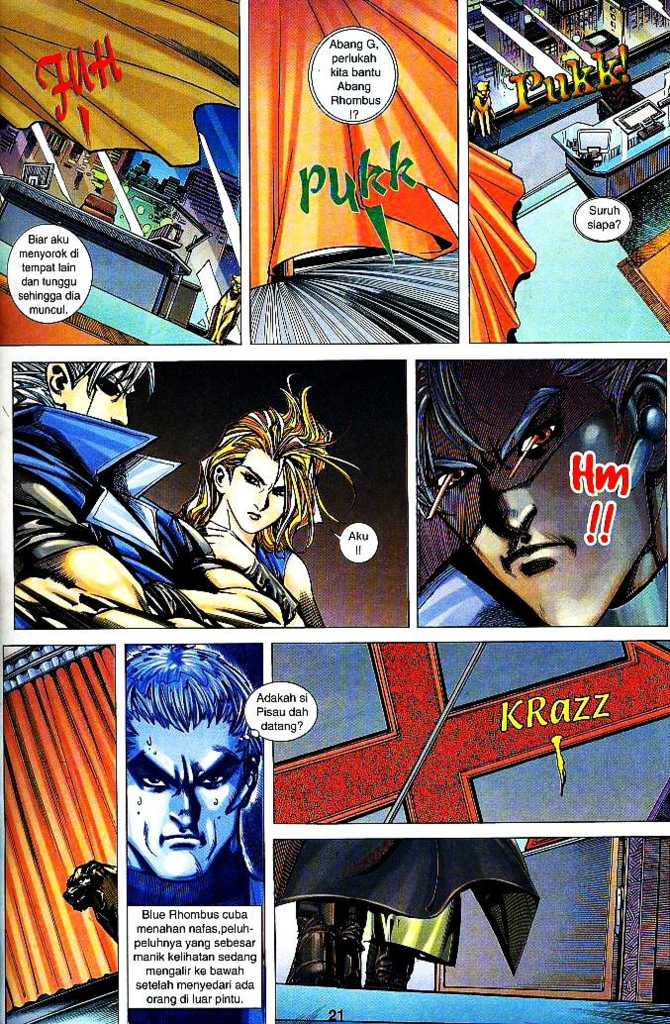 HUH
!
Biar aku
menyorok di
tempat lain
dan tunggu
sehingga dia
muncul.
Abang G,
perlukah
kita bantu
Abang
Rhombus
!?
pukk
!
Pukk!
Suruh
siapa?
Aku
!!
Hm
!!
Adakah si
Pisau dah
datang?
KRazz
!
Blue Rhombus cuba
menahan nafas,peluh-
peluhnya yang sebesar
manik kelihatan sedang
mengalir ke bawah
setelah menyedari ada
orang di luar pintu.
21